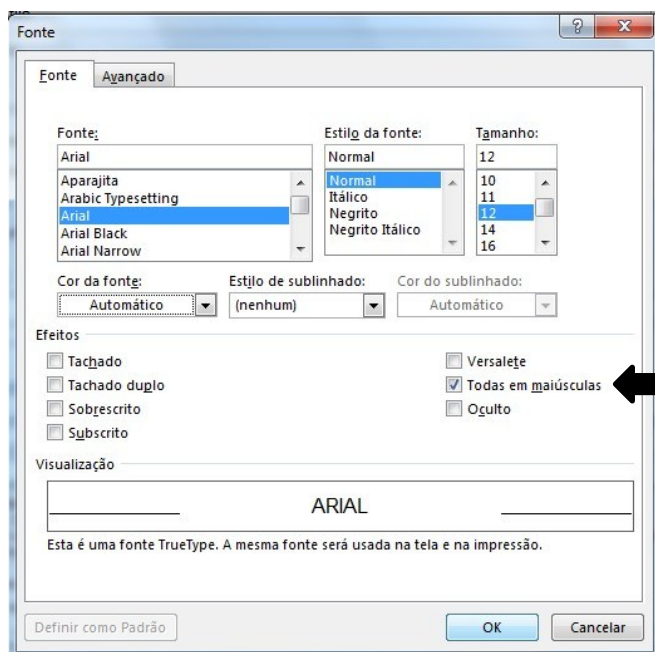 Fonte
Fonte Avançado
Fonte: Estilo da fonte: Tamanho:
Arial Normal 12
Aparajita Normal 10
Arabic Typesetting Itálico 11
Arial Negrito 12
Arial Black Negrito Itálico 14
Arial Narrow 16
Cor da fonte: Estilo de sublinhado: Cor do sublinhado:
Automático (nenhum) Automático
Efeitos
Tachado Versalete
Tachado duplo Todas em maiúsculas
Sobrescrito Oculto
Subscrito
Visualização
ARIAL
Esta é uma fonte TrueType. A mesma fonte será usada na tela e na impressão.
Definir como Padrão OK Cancelar